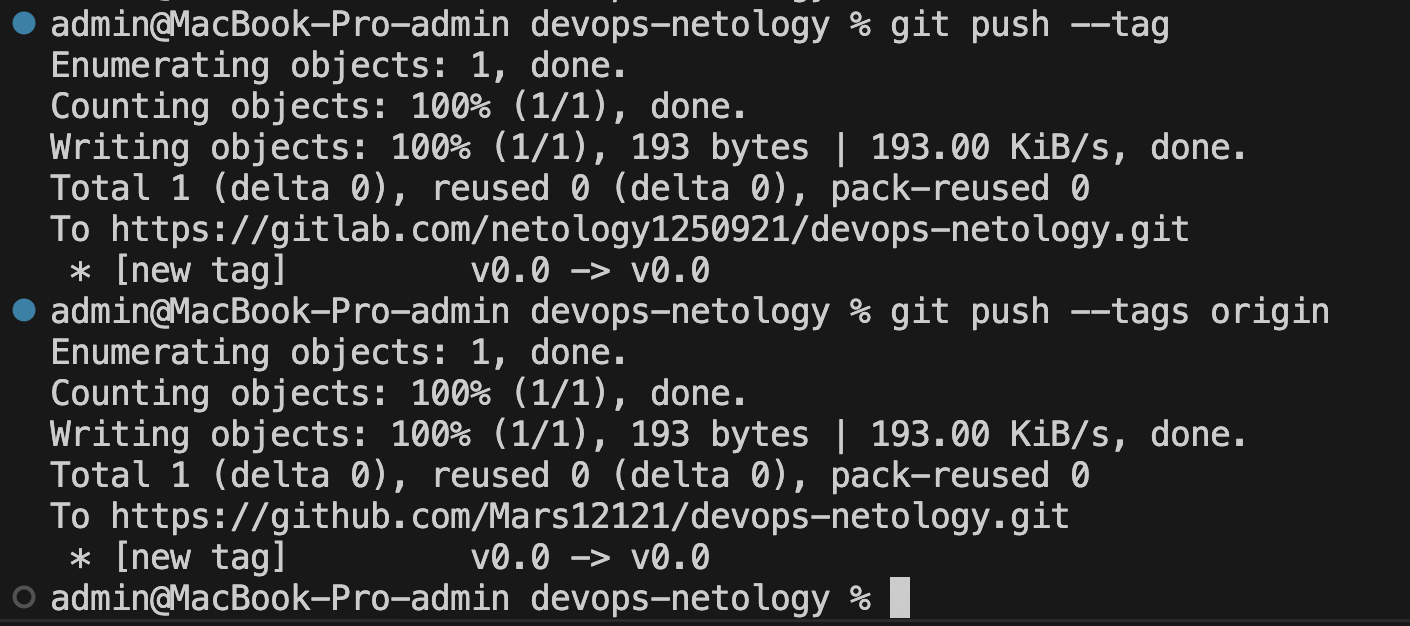 admin@MacBook-Pro-admin devops-netology % git push --tag
Enumerating objects: 1, done.
Counting objects: 100% (1/1), done.
Writing objects: 100% (1/1), 193 bytes | 193.00 KiB/s, done.
Total 1 (delta 0), reused 0 (delta 0), pack-reused 0
To https://gitlab.com/netology1250921/devops-netology.git
 * [new tag]         v0.0 -> v0.0
admin@MacBook-Pro-admin devops-netology % git push --tags origin
Enumerating objects: 1, done.
Counting objects: 100% (1/1), done.
Writing objects: 100% (1/1), 193 bytes | 193.00 KiB/s, done.
Total 1 (delta 0), reused 0 (delta 0), pack-reused 0
To https://github.com/Mars12121/devops-netology.git
 * [new tag]         v0.0 -> v0.0
admin@MacBook-Pro-admin devops-netology %